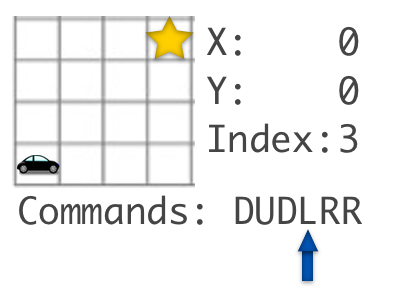 X: 0
Y: 0
Index:3
Commands: DUDLRR